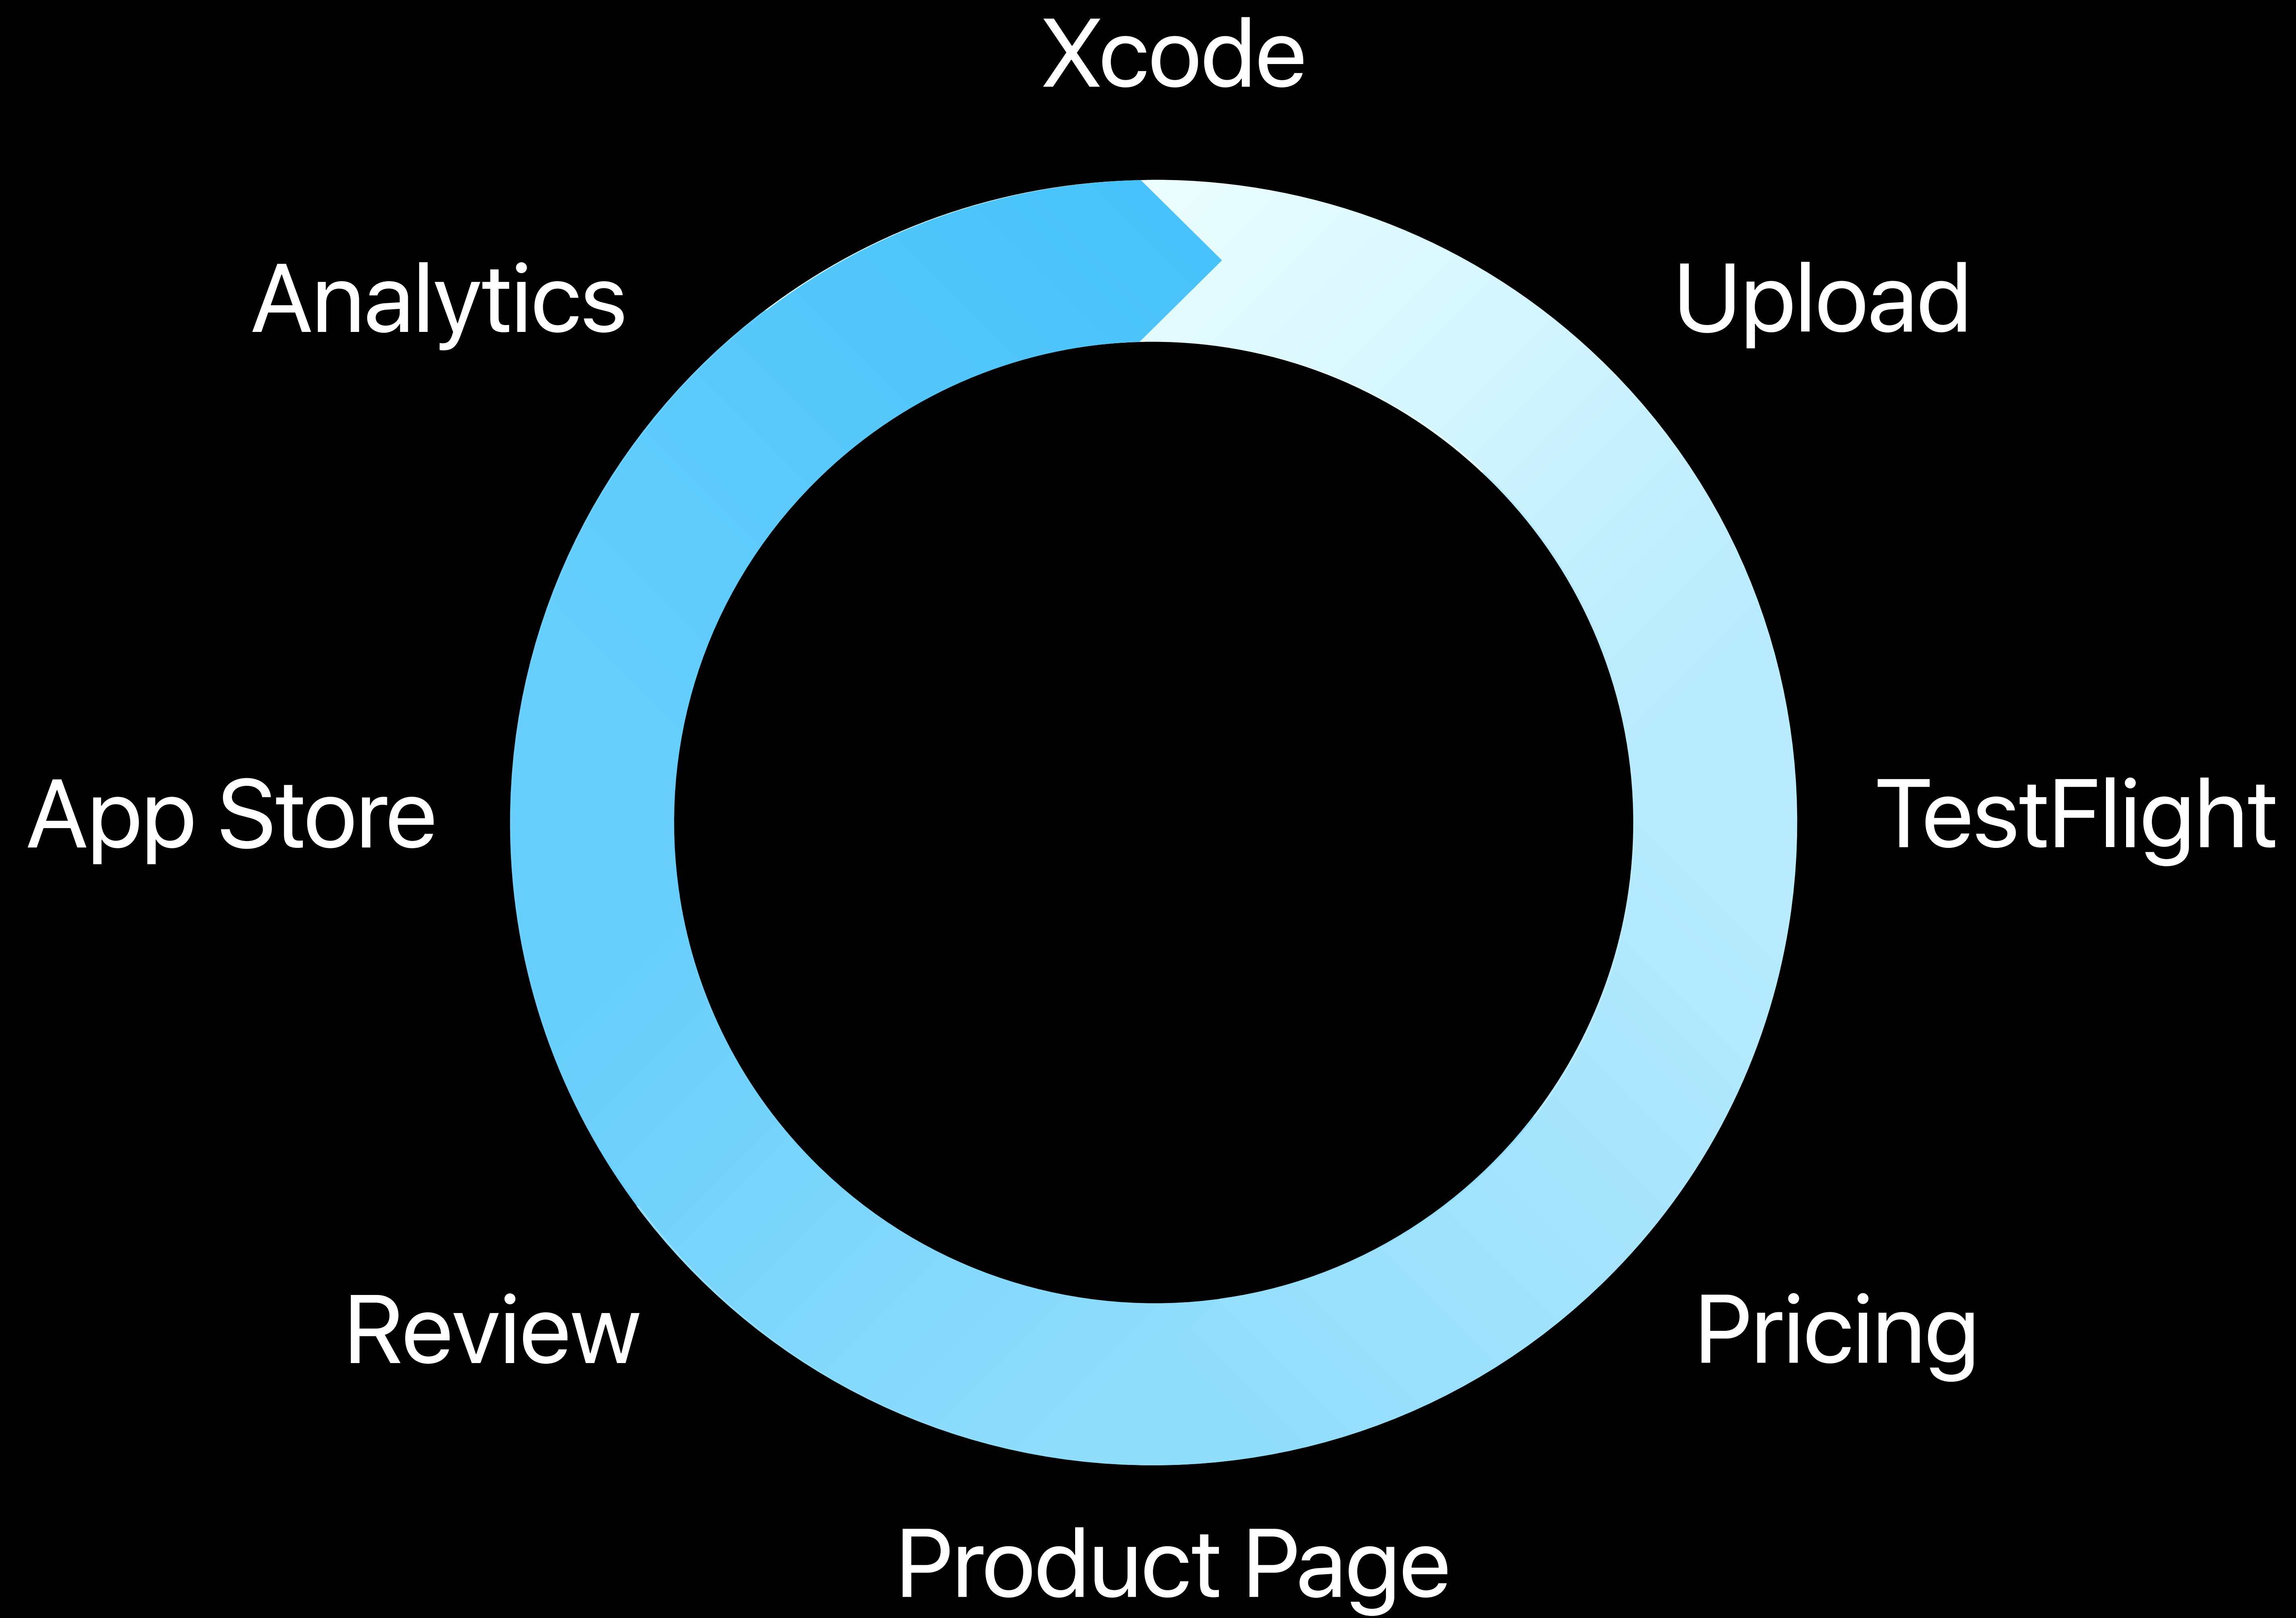 Xcode
Analytics
Upload
App Store
TestFlight
Review
Pricing
Product Page